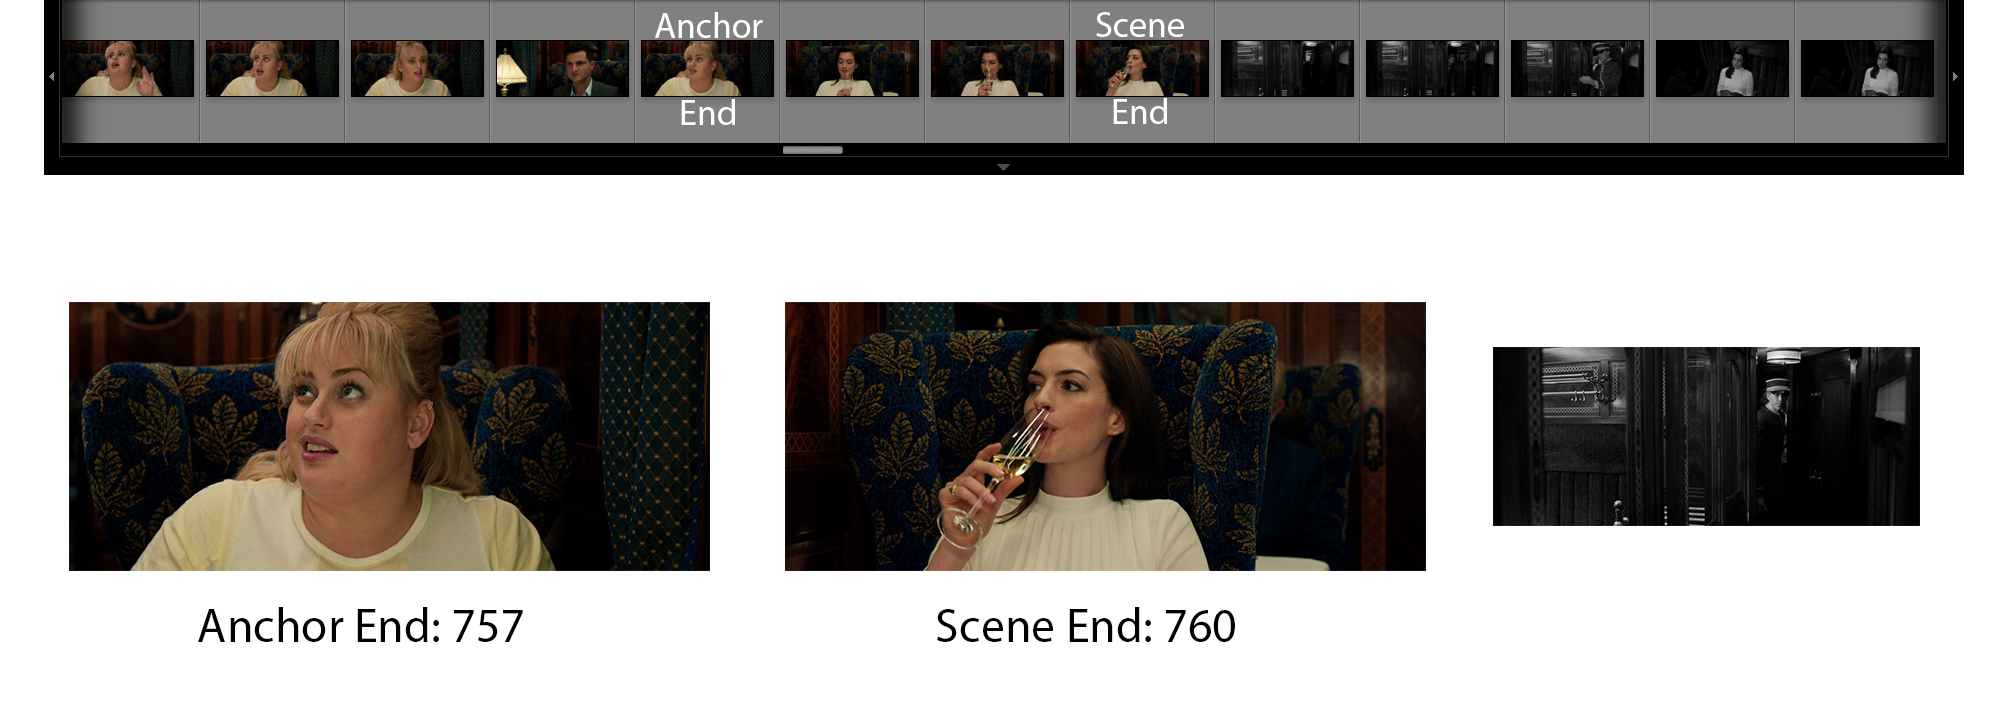 Anchor
Scene
End
End
Anchor End: 757
Scene End: 760